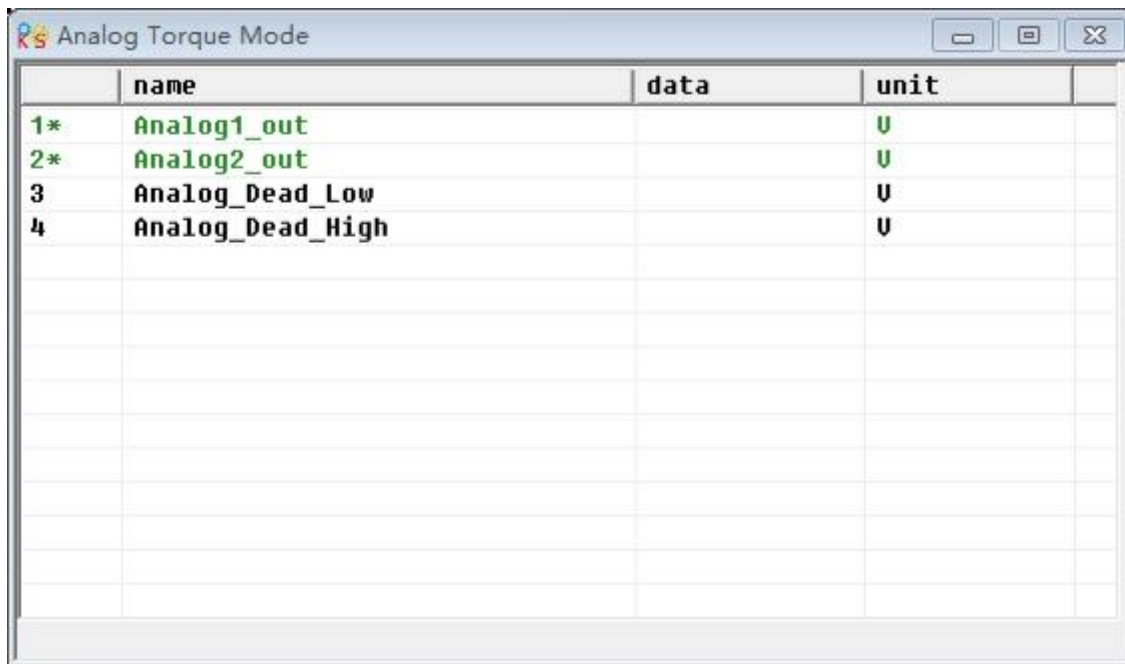 Analog Torque Mode
name data unit
1* Analog1_out V
2* Analog2_out V
3 Analog_Dead_Low V
4 Analog_Dead_High V